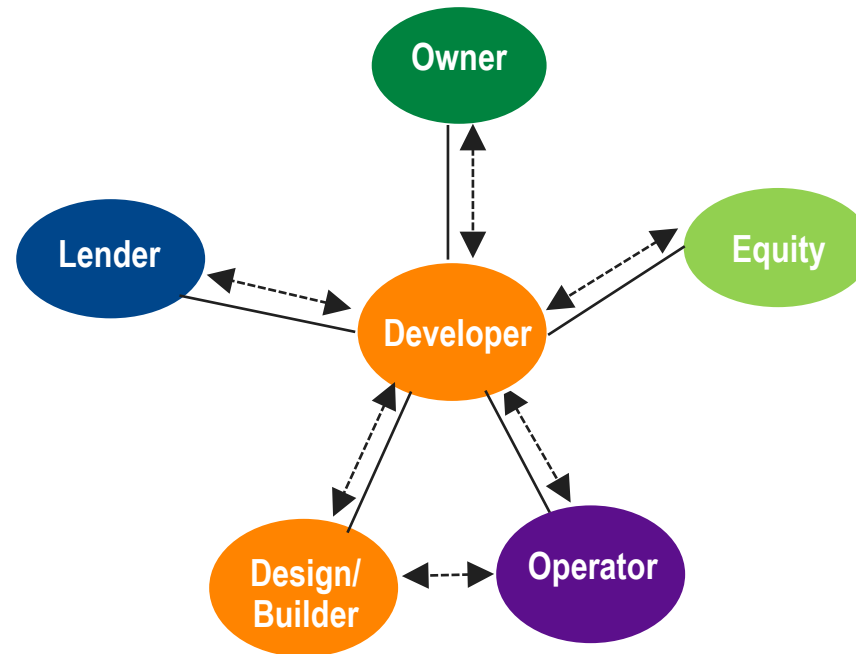 Owner
Lender
Equity
Developer
Design/
Builder
Operator